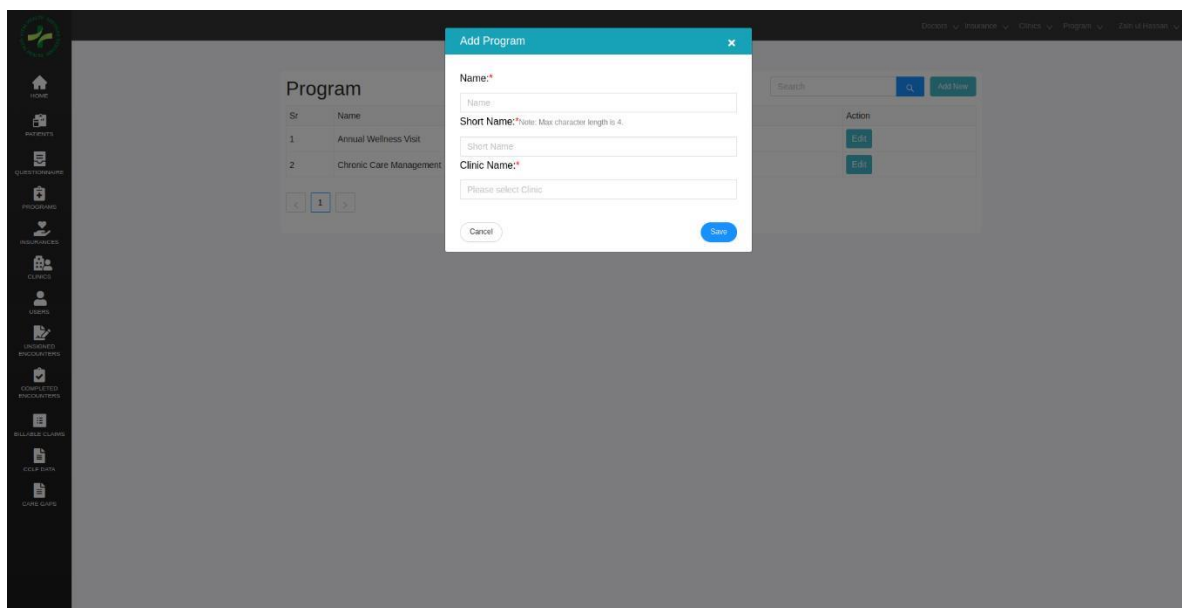 Doctors Insurance Clinics Program Zain ul Hassan
HOME
PATIENTS
QUESTIONNAIRE
PROGRAMS
INSURANCES
CLINICS
USERS
UNSIGNED
ENCOUNTERS
COMPLETED
ENCOUNTERS
BILLABLE CLAIMS
CCLF DATA
CARE GAPS
Program
Search
Add New
Sr Name Action
1 Annual Wellness Visit Edit
2 Chronic Care Management Edit
< 1 >
Add Program ×
Name:*
Name
Short Name:*Note: Max character length is 4.
Short Name
Clinic Name:*
Please select Clinic
Cancel Save